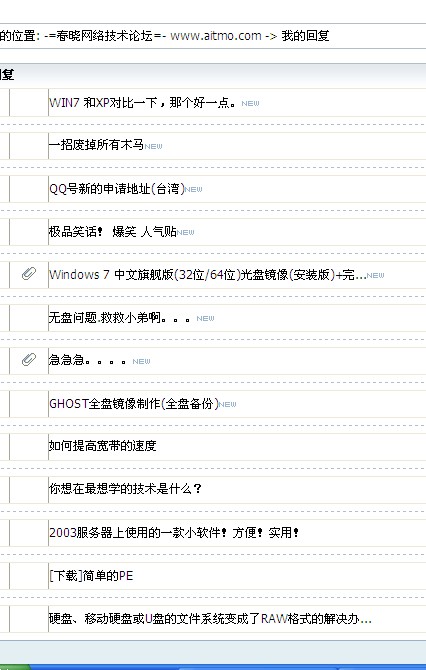 的位置: -=春晓网络技术论坛=- www.aitmo.com -> 我的回复
回复
WIN7 和XP对比一下，那个好一点。NEW
一招废掉所有木马NEW
QQ号新的申请地址(台湾)NEW
极品笑话！ 爆笑 人气贴NEW
Windows 7 中文旗舰版(32位/64位)光盘镜像(安装版)+完...NEW
无盘问题.救救小弟啊。。。NEW
急急急。。。。NEW
GHOST全盘镜像制作(全盘备份)NEW
如何提高宽带的速度
你想在最想学的技术是什么？
2003服务器上使用的一款小软件！方便！实用！
[下载]简单的PE
硬盘、移动硬盘或U盘的文件系统变成了RAW格式的解决办...